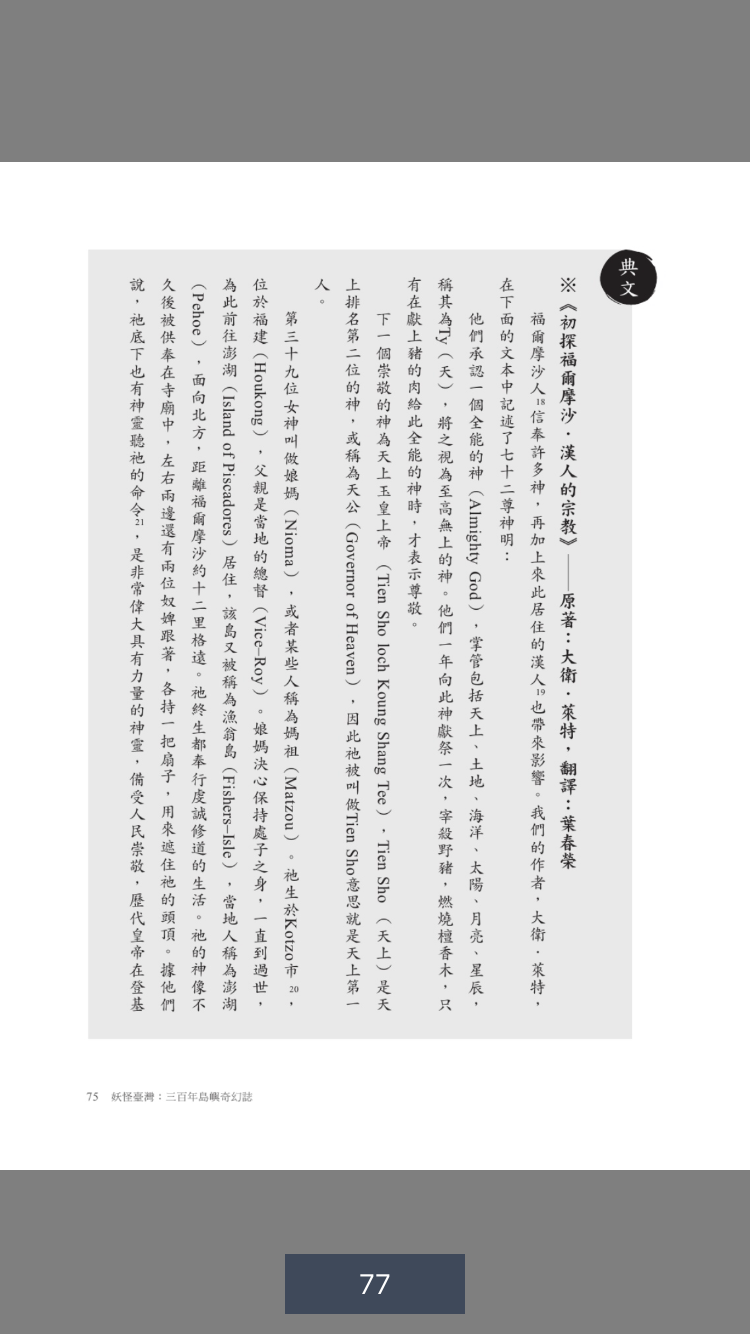 典文
※《初探福爾摩沙．漢人的宗教》——原著：大衛．萊特，翻譯：葉春榮
福爾摩沙人18信奉許多神，再加上來此居住的漢人19也帶來影響。我們的作者，大衛．萊特，
在下面的文本中記述了七十二尊神明：
他們承認一個全能的神（Almighty God），掌管包括天上、土地、海洋、太陽、月亮、星辰，
稱其為Ty（天），將之視為至高無上的神。他們一年向此神獻祭一次，宰殺野豬，燃燒檀香木，只
有在獻上豬的肉給此全能的神時，才表示尊敬。
下一個崇敬的神為天上玉皇上帝（Tien Sho loch Koung Shang Tee），Tien Sho（天上）是天
上排名第二位的神，或稱為天公（Governor of Heaven），因此祂被叫做Tien Sho意思就是天上第一
人。
第三十九位女神叫做娘媽（Nioma），或者某些人稱為媽祖（Matzou）。祂生於Kotzo市20，
位於福建（Houkong），父親是當地的總督（Vice–Roy）。娘媽決心保持處子之身，一直到過世，
為此前往澎湖（Island of Piscadores）居住，該島又被稱為漁翁島（Fishers–Isle），當地人稱為澎湖
（Pehoe），面向北方，距離福爾摩沙約十二里格遠。祂終生都奉行虔誠修道的生活。祂的神像不
久後被供奉在寺廟中，左右兩邊還有兩位奴婢跟著，各持一把扇子，用來遮住祂的頭頂。據他們
說，祂底下也有神靈聽祂的命令21，是非常偉大具有力量的神靈，備受人民崇敬，歷代皇帝在登基
75 妖怪臺灣：三百年島嶼奇幻誌
77